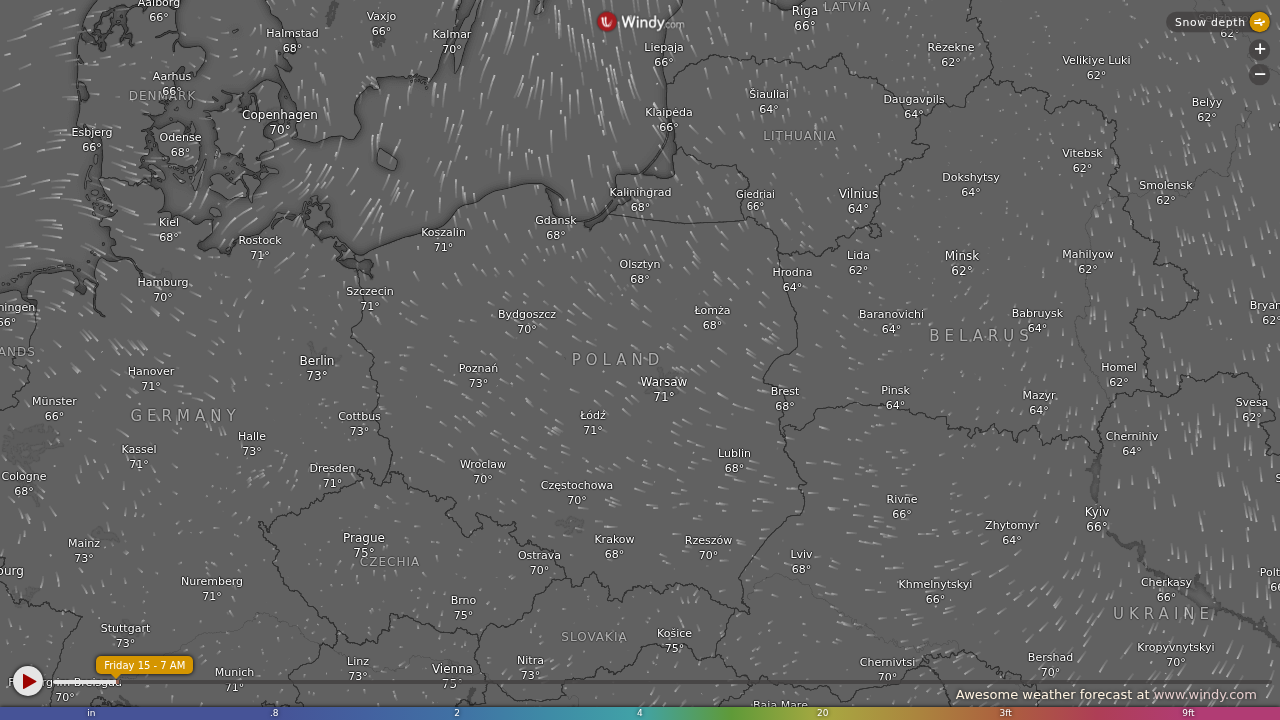 Aalborg
66°
Vaxjo
66°
Halmstad
68°
Kalmar
70°
Windy.com
Riga
66°
LATVIA
Snow depth
Liepaja
66°
Rēzekne
62°
62°
Velikiye Luki
62°
+
−
Aarhus
66°
DENMARK
Copenhagen
70°
Klaipėda
66°
Šiauliai
64°
Daugavpils
64°
Belyy
62°
Esbjerg
66°
Odense
68°
LITHUANIA
Vitebsk
62°
Kaliningrad
68°
Giedriai
66°
Vilnius
64°
Dokshytsy
64°
Smolensk
62°
Kiel
68°
Rostock
71°
Koszalin
71°
Gdansk
68°
Hamburg
70°
Szczecin
71°
Olsztyn
68°
Hrodna
64°
Lida
62°
Minsk
62°
Mahilyow
62°
ningen
66°
Bydgoszcz
70°
Łomża
68°
Baranovichi
64°
Babruysk
64°
BELARUS
Bryan
62°
ANDS
Hanover
71°
Berlin
73°
Poznań
73°
POLAND
Warsaw
71°
Brest
68°
Pinsk
64°
Homel
62°
Mazyr
64°
Münster
66°
GERMANY
Cottbus
73°
Łódź
71°
Svesa
62°
Kassel
71°
Halle
73°
Chernihiv
64°
Cologne
68°
Dresden
71°
Wroclaw
70°
Częstochowa
70°
Lublin
68°
S
Rivne
66°
Kyiv
66°
Mainz
73°
Prague
75°
CZECHIA
Ostrava
70°
Krakow
68°
Rzeszów
70°
Lviv
68°
Zhytomyr
64°
burg
Nuremberg
71°
Brno
75°
Khmelnytskyi
66°
Cherkasy
66°
Polt
66
UKRAINE
Stuttgart
73°
SLOVAKIA
Košice
75°
Friday 15 - 7 AM
Munich
71°
Linz
73°
Vienna
75°
Nitra
73°
Chernivtsi
70°
Bershad
70°
Kropyvnytskyi
70°
70°
Awesome weather forecast at www.windy.com
Baia Mare
in .8 2 4 20 3ft 9ft